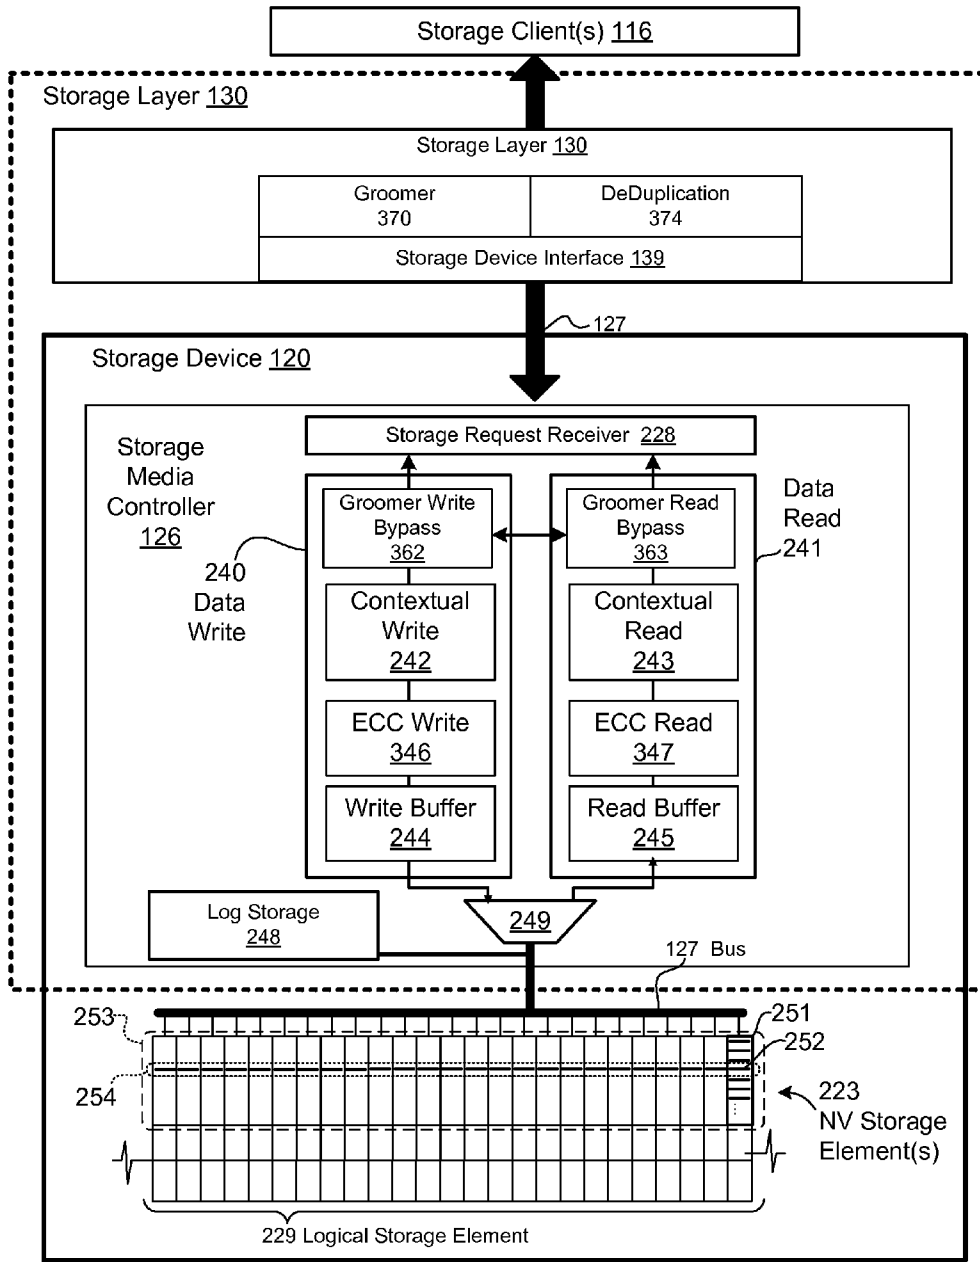 Storage Client(s) 116
Storage Layer 130
Storage Layer 130
Groomer
370
DeDuplication
374
Storage Device Interface 139
127
Storage Device 120
Storage Request Receiver 228
Storage
Media
Controller
126
Groomer Write
Bypass
362
Groomer Read
Bypass
363
Data
Read
241
240
Data
Write
Contextual
Write
242
Contextual
Read
243
ECC Write
346
ECC Read
347
Write Buffer
244
Read Buffer
245
Log Storage
248
249
127 Bus
253
251
252
254
223
NV Storage
Element(s)
229 Logical Storage Element